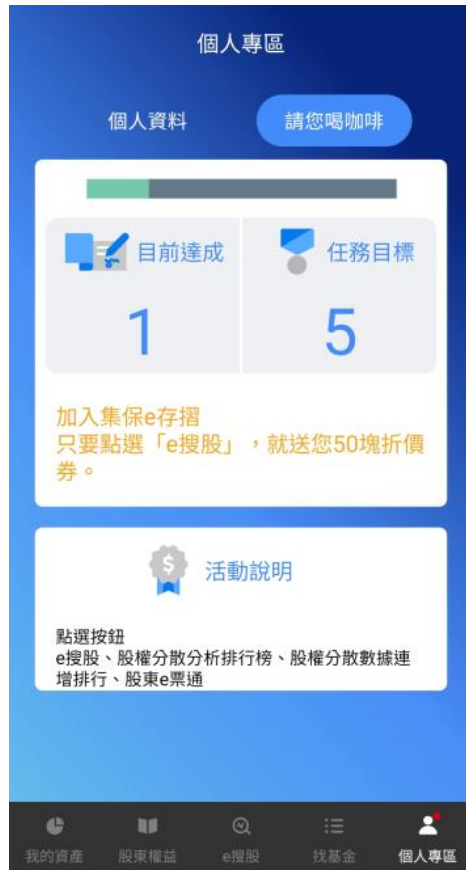 個人專區
個人資料
請您喝咖啡
目前達成
任務目標
1
5
加入集保e存摺
只要點選「e搜股」，就送您50塊折價
券。
$
活動說明
點選按鈕
e搜股、股權分散分析排行榜、股權分散數據連
增排行、股東e票通
我的資產
股東權益
e搜股
找基金
個人專區